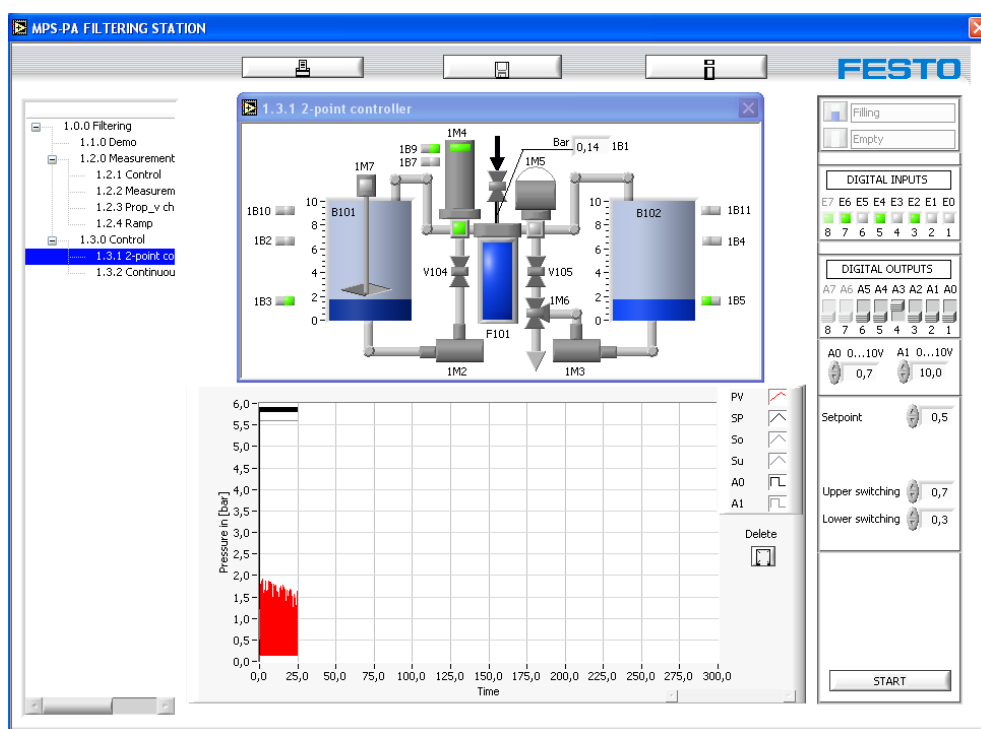 MPS-PA FILTERING STATION
FESTO
1.0.0 Filtering
1.1.0 Demo
1.2.0 Measurement
1.2.1 Control
1.2.2 Measurem
1.2.3 Prop_v ch
1.2.4 Ramp
1.3.0 Control
1.3.1 2-point co
1.3.2 Continuou
1.3.1 2-point controller
1M4
1B9
1B7
Bar 0,14 1B1
1M7
1M5
1B10
10
B101
10
B102
1B11
8
8
1B2
6
6
1B4
4
V104
V105
4
1B3
2
1M6
2
1B5
0
F101
0
1M2
1M3
6,0
5,5
5,0
4,5
4,0
3,5
3,0
2,5
2,0
1,5
1,0
0,5
0,0
Pressure in [bar]
0,0 25,0 50,0 75,0 100,0 125,0 150,0 175,0 200,0 225,0 250,0 275,0 300,0
Time
PV
SP
So
Su
A0
A1
Delete
Filling
Empty
DIGITAL INPUTS
E7 E6 E5 E4 E3 E2 E1 E0
8 7 6 5 4 3 2 1
DIGITAL OUTPUTS
A7 A6 A5 A4 A3 A2 A1 A0
8 7 6 5 4 3 2 1
A0 0...10V A1 0...10V
0,7 10,0
Setpoint 0,5
Upper switching 0,7
Lower switching 0,3
START